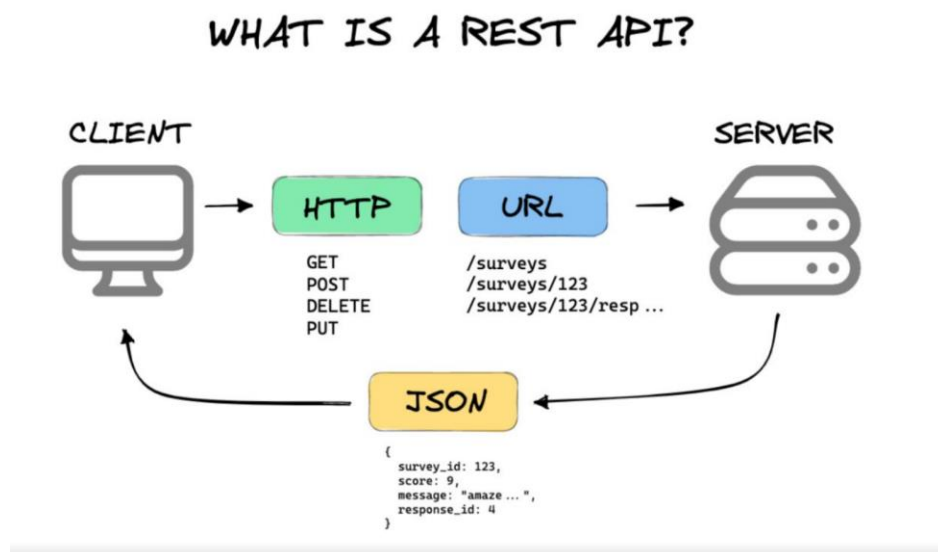 WHAT IS A REST API?
CLIENT
SERVER
HTTP
URL
GET
POST
DELETE
PUT
/surveys
/surveys/123
/surveys/123/resp ...
JSON
{
survey_id: 123,
score: 9,
message: "amaze ... ",
response_id: 4
}